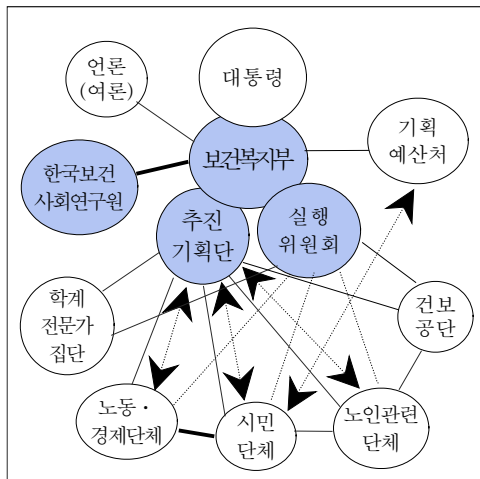 언론
(여론)
대통령
기획
예산처
보건복지부
한국보건
사회연구원
추진
기획단
실행
위원회
학계
전문가
집단
건보
공단
노동·
경제단체
시민
단체
노인관련
단체